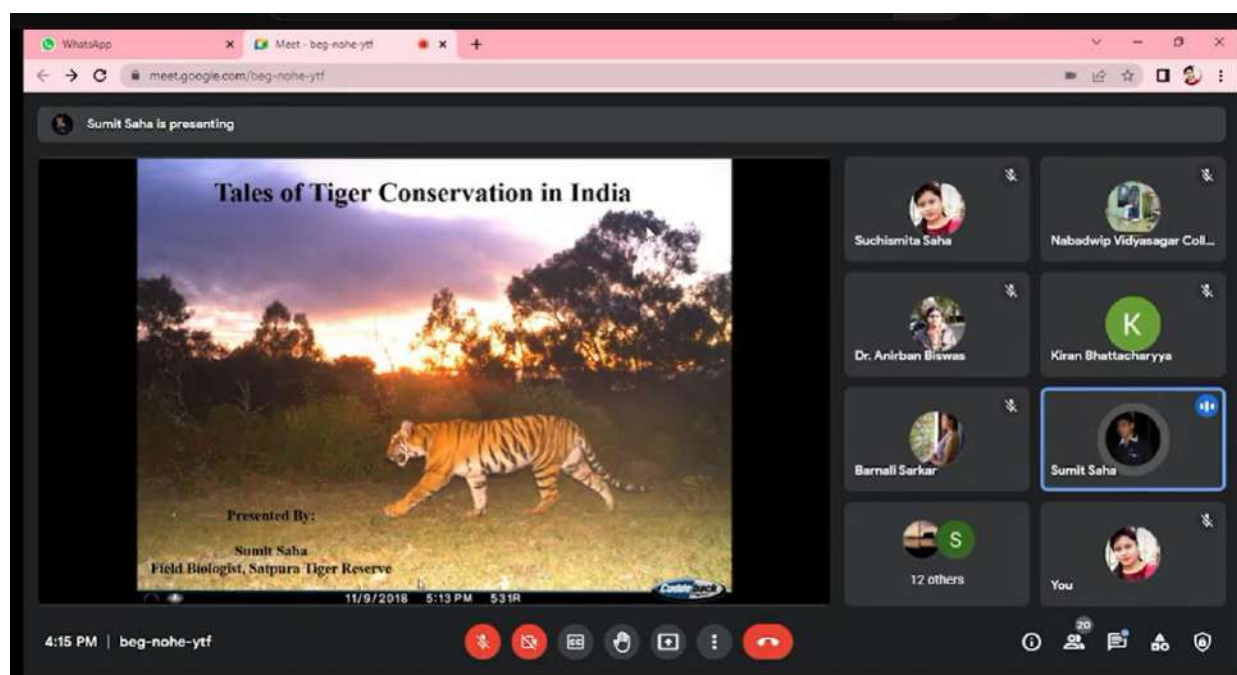 WhatsApp
Meet - beg-nohe-ytf
meet.google.com/beg-nohe-ytf
Sumit Saha is presenting
Tales of Tiger Conservation in India
Presented By:
Sumit Saha
Field Biologist, Satpura Tiger Reserve
11/9/2018 5:13 PM 531R
Cuddeback
Suchismita Saha
Nabadwip Vidyasagar Coll...
Dr. Anirban Biswas
K
Kiran Bhattacharyya
Barnali Sarkar
Sumit Saha
S
12 others
You
4:15 PM | beg-nohe-ytf
CC
20